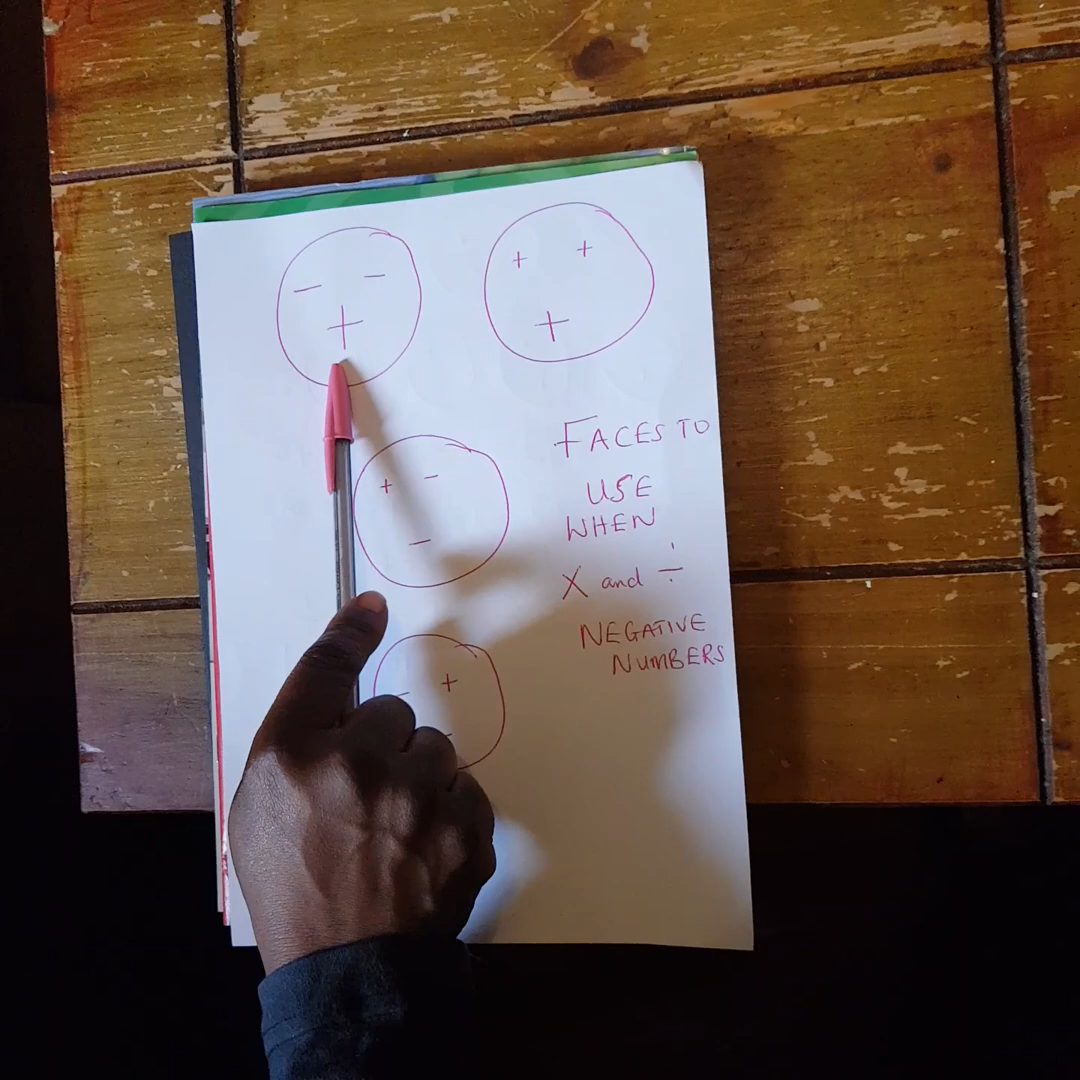 - -
+
+ +
+
+ -
-
- +
-
FACES TO
USE
WHEN
X and ÷
NEGATIVE
NUMBERS